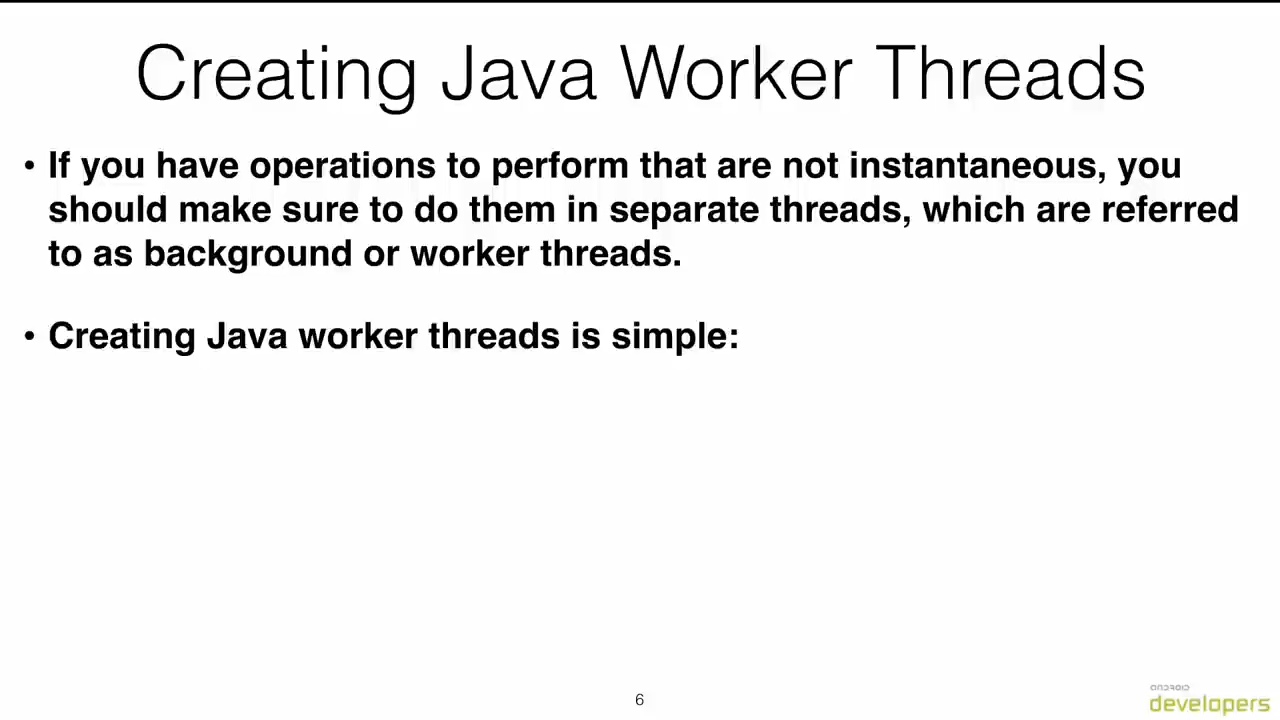 Creating Java Worker Threads
• If you have operations to perform that are not instantaneous, you
should make sure to do them in separate threads, which are referred
to as background or worker threads.
• Creating Java worker threads is simple:
6
ANDROID
developers